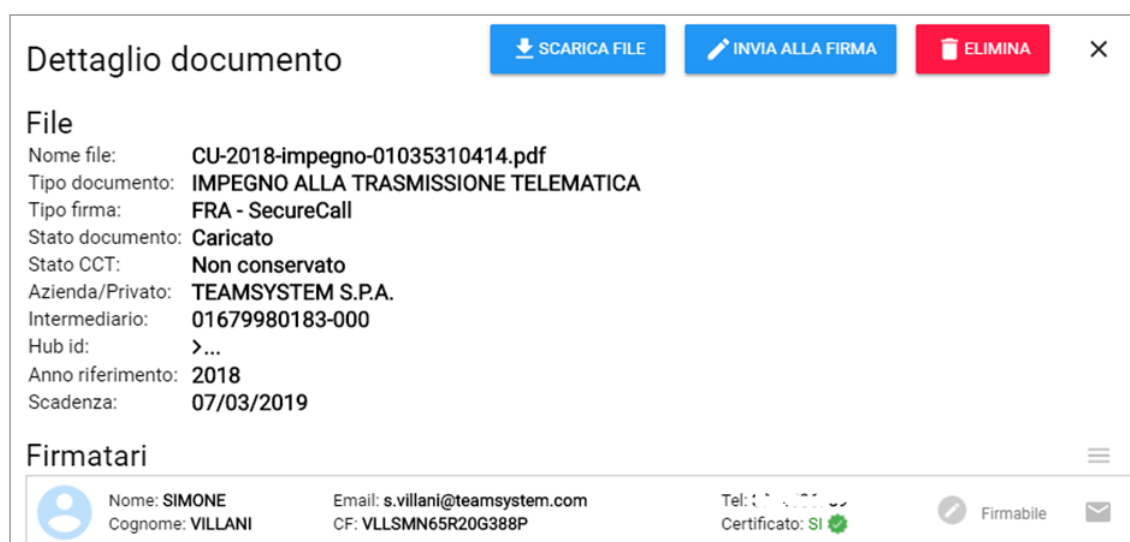 Dettaglio documento
SCARICA FILE
INVIA ALLA FIRMA
ELIMINA
File
Nome file: CU-2018-impegno-01035310414.pdf
Tipo documento: IMPEGNO ALLA TRASMISSIONE TELEMATICA
Tipo firma: FRA - SecureCall
Stato documento: Caricato
Stato CCT: Non conservato
Azienda/Privato: TEAMSYSTEM S.P.A.
Intermediario: 01679980183-000
Hub id: >...
Anno riferimento: 2018
Scadenza: 07/03/2019
Firmatari
Nome: SIMONE Email: s.villani@teamsystem.com Tel:
Cognome: VILLANI CF: VLLSMN65R20G388P Certificato: SI
Firmabile